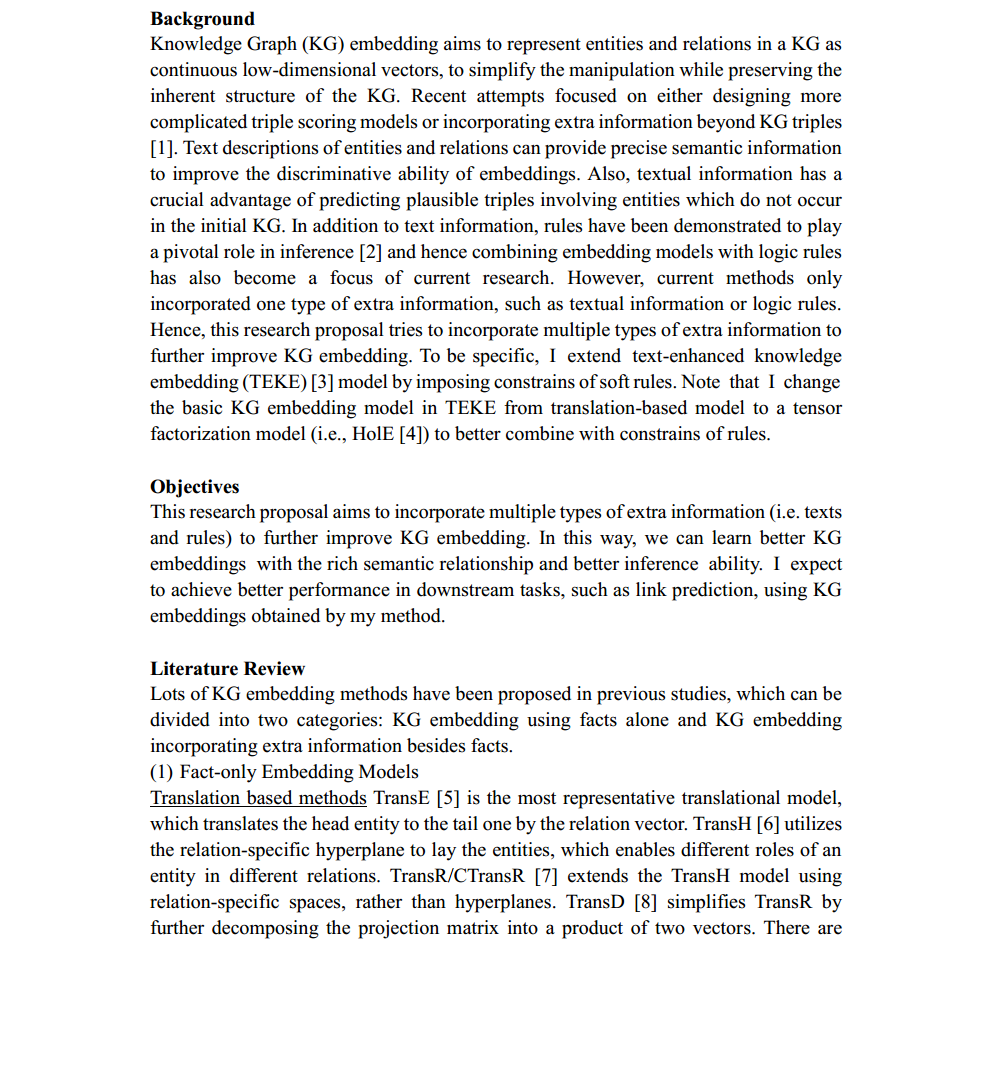 Background
Knowledge Graph (KG) embedding aims to represent entities and relations in a KG as
continuous low-dimensional vectors, to simplify the manipulation while preserving the
inherent structure of the KG. Recent attempts focused on either designing more
complicated triple scoring models or incorporating extra information beyond KG triples
[1]. Text descriptions of entities and relations can provide precise semantic information
to improve the discriminative ability of embeddings. Also, textual information has a
crucial advantage of predicting plausible triples involving entities which do not occur
in the initial KG. In addition to text information, rules have been demonstrated to play
a pivotal role in inference [2] and hence combining embedding models with logic rules
has also become a focus of current research. However, current methods only
incorporated one type of extra information, such as textual information or logic rules.
Hence, this research proposal tries to incorporate multiple types of extra information to
further improve KG embedding. To be specific, I extend text-enhanced knowledge
embedding (TEKE) [3] model by imposing constrains of soft rules. Note that I change
the basic KG embedding model in TEKE from translation-based model to a tensor
factorization model (i.e., HolE [4]) to better combine with constrains of rules.
Objectives
This research proposal aims to incorporate multiple types of extra information (i.e. texts
and rules) to further improve KG embedding. In this way, we can learn better KG
embeddings with the rich semantic relationship and better inference ability. I expect
to achieve better performance in downstream tasks, such as link prediction, using KG
embeddings obtained by my method.
Literature Review
Lots of KG embedding methods have been proposed in previous studies, which can be
divided into two categories: KG embedding using facts alone and KG embedding
incorporating extra information besides facts.
(1) Fact-only Embedding Models
Translation based methods TransE [5] is the most representative translational model,
which translates the head entity to the tail one by the relation vector. TransH [6] utilizes
the relation-specific hyperplane to lay the entities, which enables different roles of an
entity in different relations. TransR/CTransR [7] extends the TransH model using
relation-specific spaces, rather than hyperplanes. TransD [8] simplifies TransR by
further decomposing the projection matrix into a product of two vectors. There are